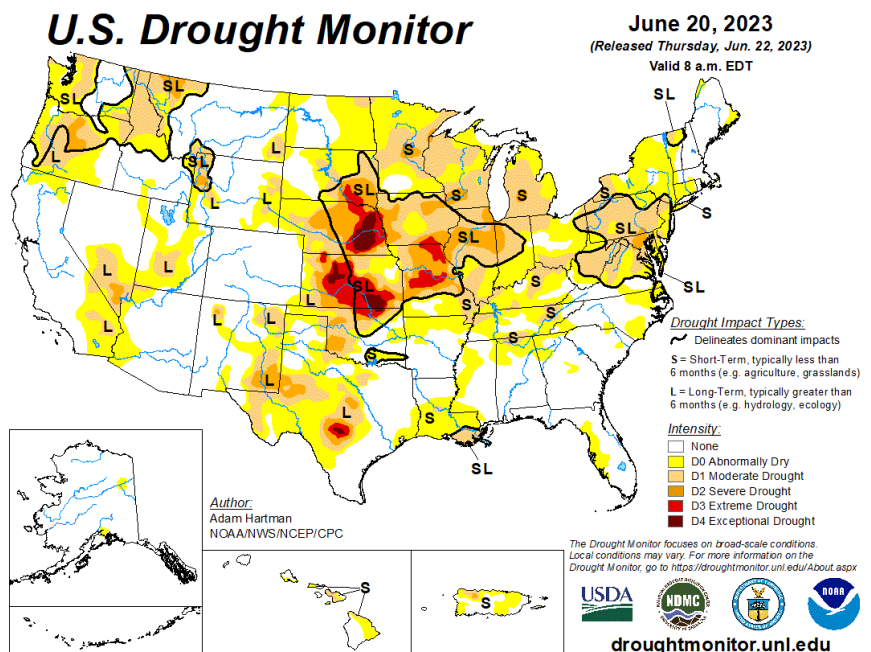 U.S. Drought Monitor
June 20, 2023
(Released Thursday, Jun. 22, 2023)
Valid 8 a.m. EDT
SL
SL
SL
L
SL
L
L
L
L
L
L
L
L
L
L
L
SL
SL
SL
S
S
S
S
S
SL
SL
SL
S
S
S
S
S
S
SL
Drought Impact Types:
Delineates dominant impacts
S = Short-Term, typically less than
6 months (e.g. agriculture, grasslands)
L = Long-Term, typically greater than
6 months (e.g. hydrology, ecology)
Intensity:
None
D0 Abnormally Dry
D1 Moderate Drought
D2 Severe Drought
D3 Extreme Drought
D4 Exceptional Drought
Author:
Adam Hartman
NOAA/NWS/NCEP/CPC
S
S
The Drought Monitor focuses on broad-scale conditions.
Local conditions may vary. For more information on the
Drought Monitor, go to https://droughtmonitor.unl.edu/About.aspx
USDA
NDMC
NOAA
droughtmonitor.unl.edu